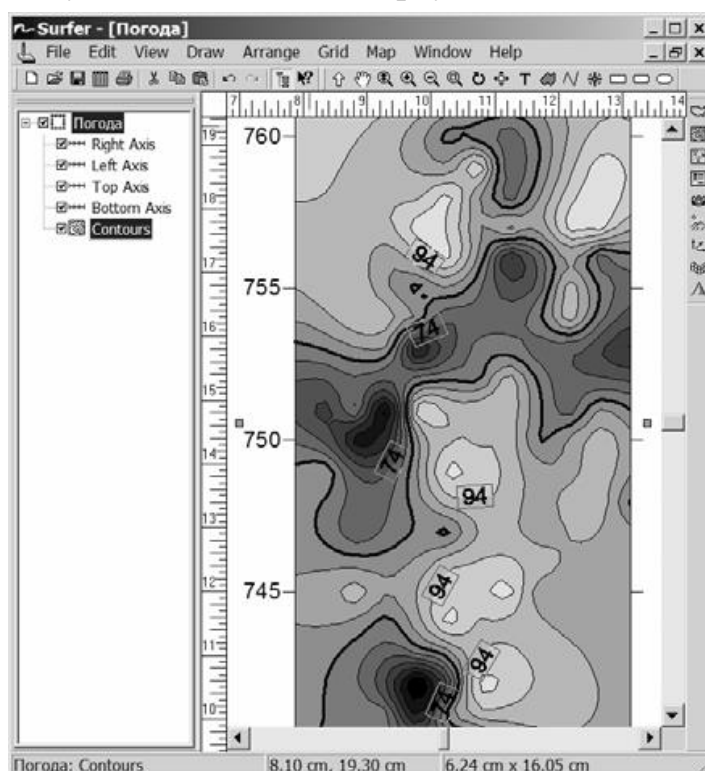 Surfer - [Погода]
File Edit View Draw Arrange Grid Map Window Help
7 8 9 10 11 12 13 14
Погода
Right Axis
Left Axis
Top Axis
Bottom Axis
Contours
19
18
17
16
15
14
13
12
11
10
760
755
750
745
94
74
74
94
94
94
74
Погода: Contours 8.10 cm, 19.30 cm 6.24 cm x 16.05 cm